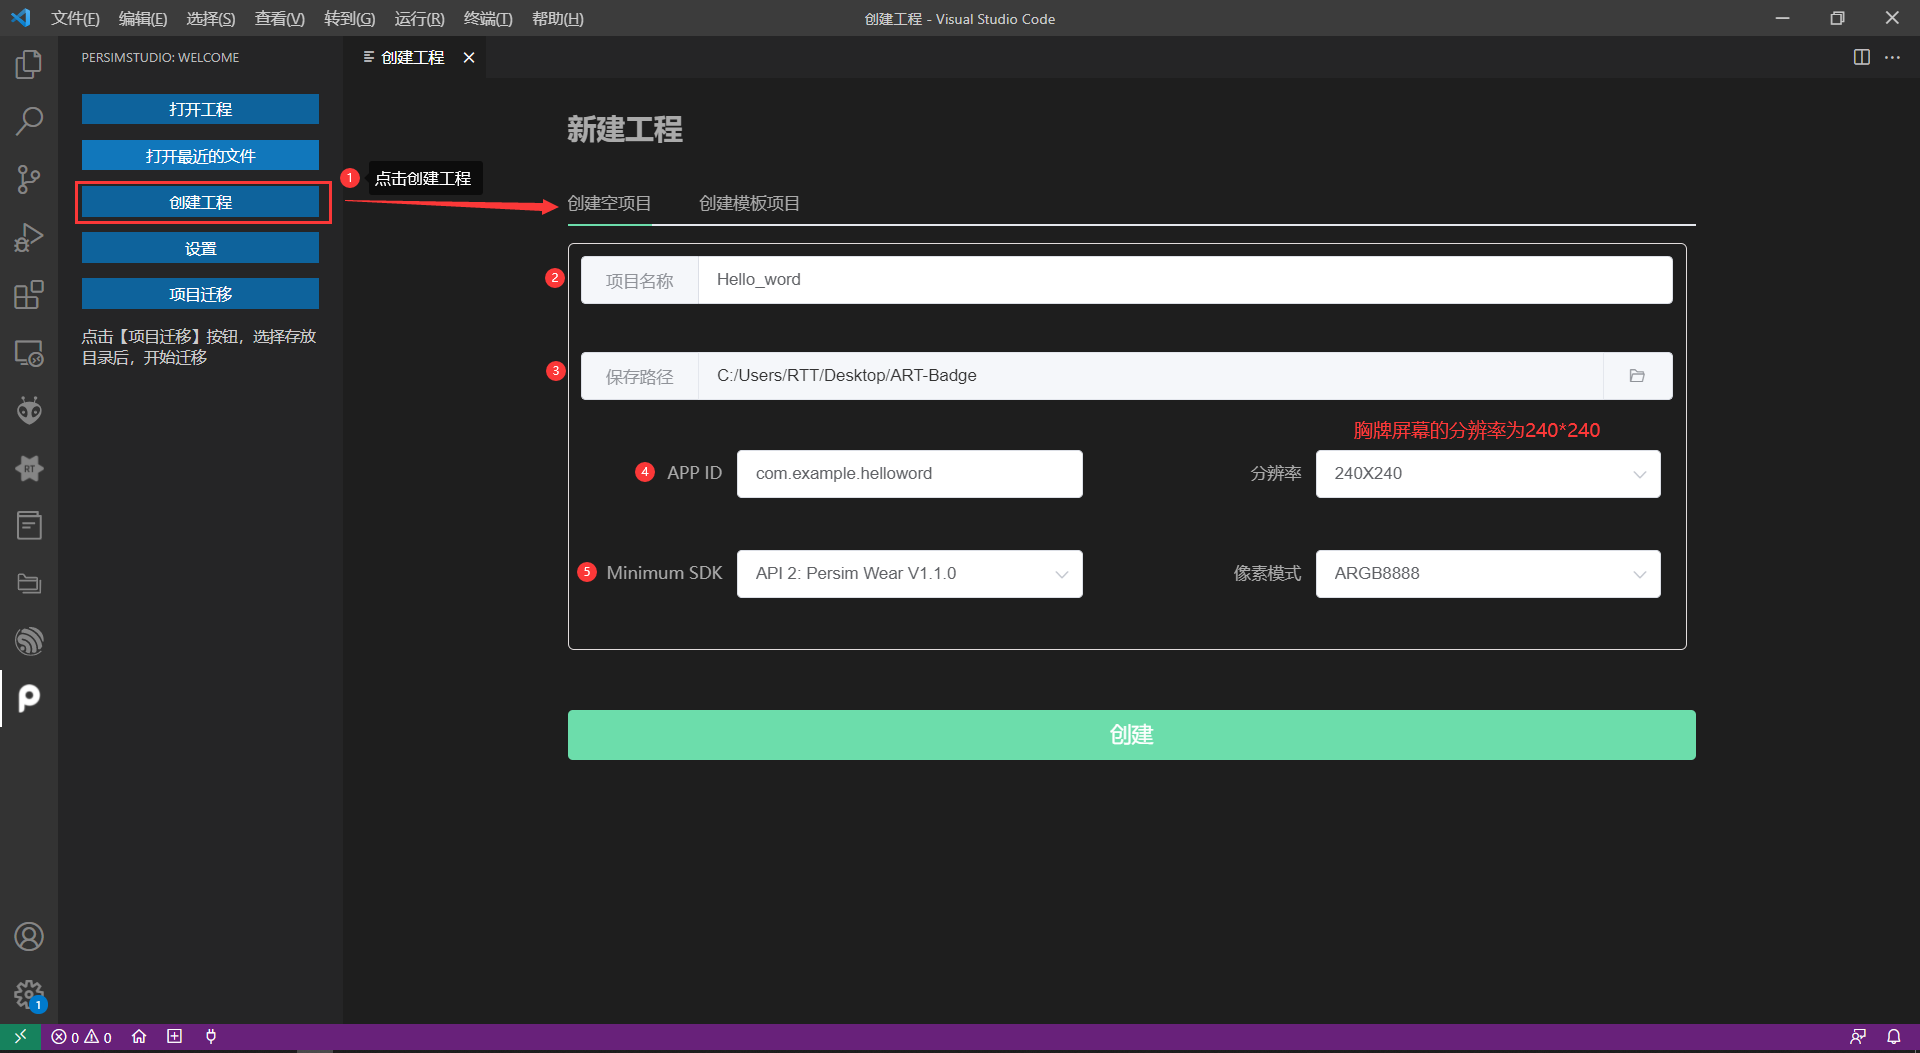 文件(F) 编辑(E) 选择(S) 查看(V) 转到(G) 运行(R) 终端(T) 帮助(H)
创建工程 - Visual Studio Code
PERSIMSTUDIO: WELCOME
创建工程
打开工程
打开最近的文件
创建工程
设置
项目迁移
点击【项目迁移】按钮，选择存放
目录后，开始迁移
1 点击创建工程
新建工程
创建空项目 创建模板项目
2 项目名称 Hello_word
3 保存路径 C:/Users/RTT/Desktop/ART-Badge
胸牌屏幕的分辨率为240*240
4 APP ID com.example.helloword 分辨率 240X240
5 Minimum SDK API 2: Persim Wear V1.1.0 像素模式 ARGB8888
创建
RT
1
0 0